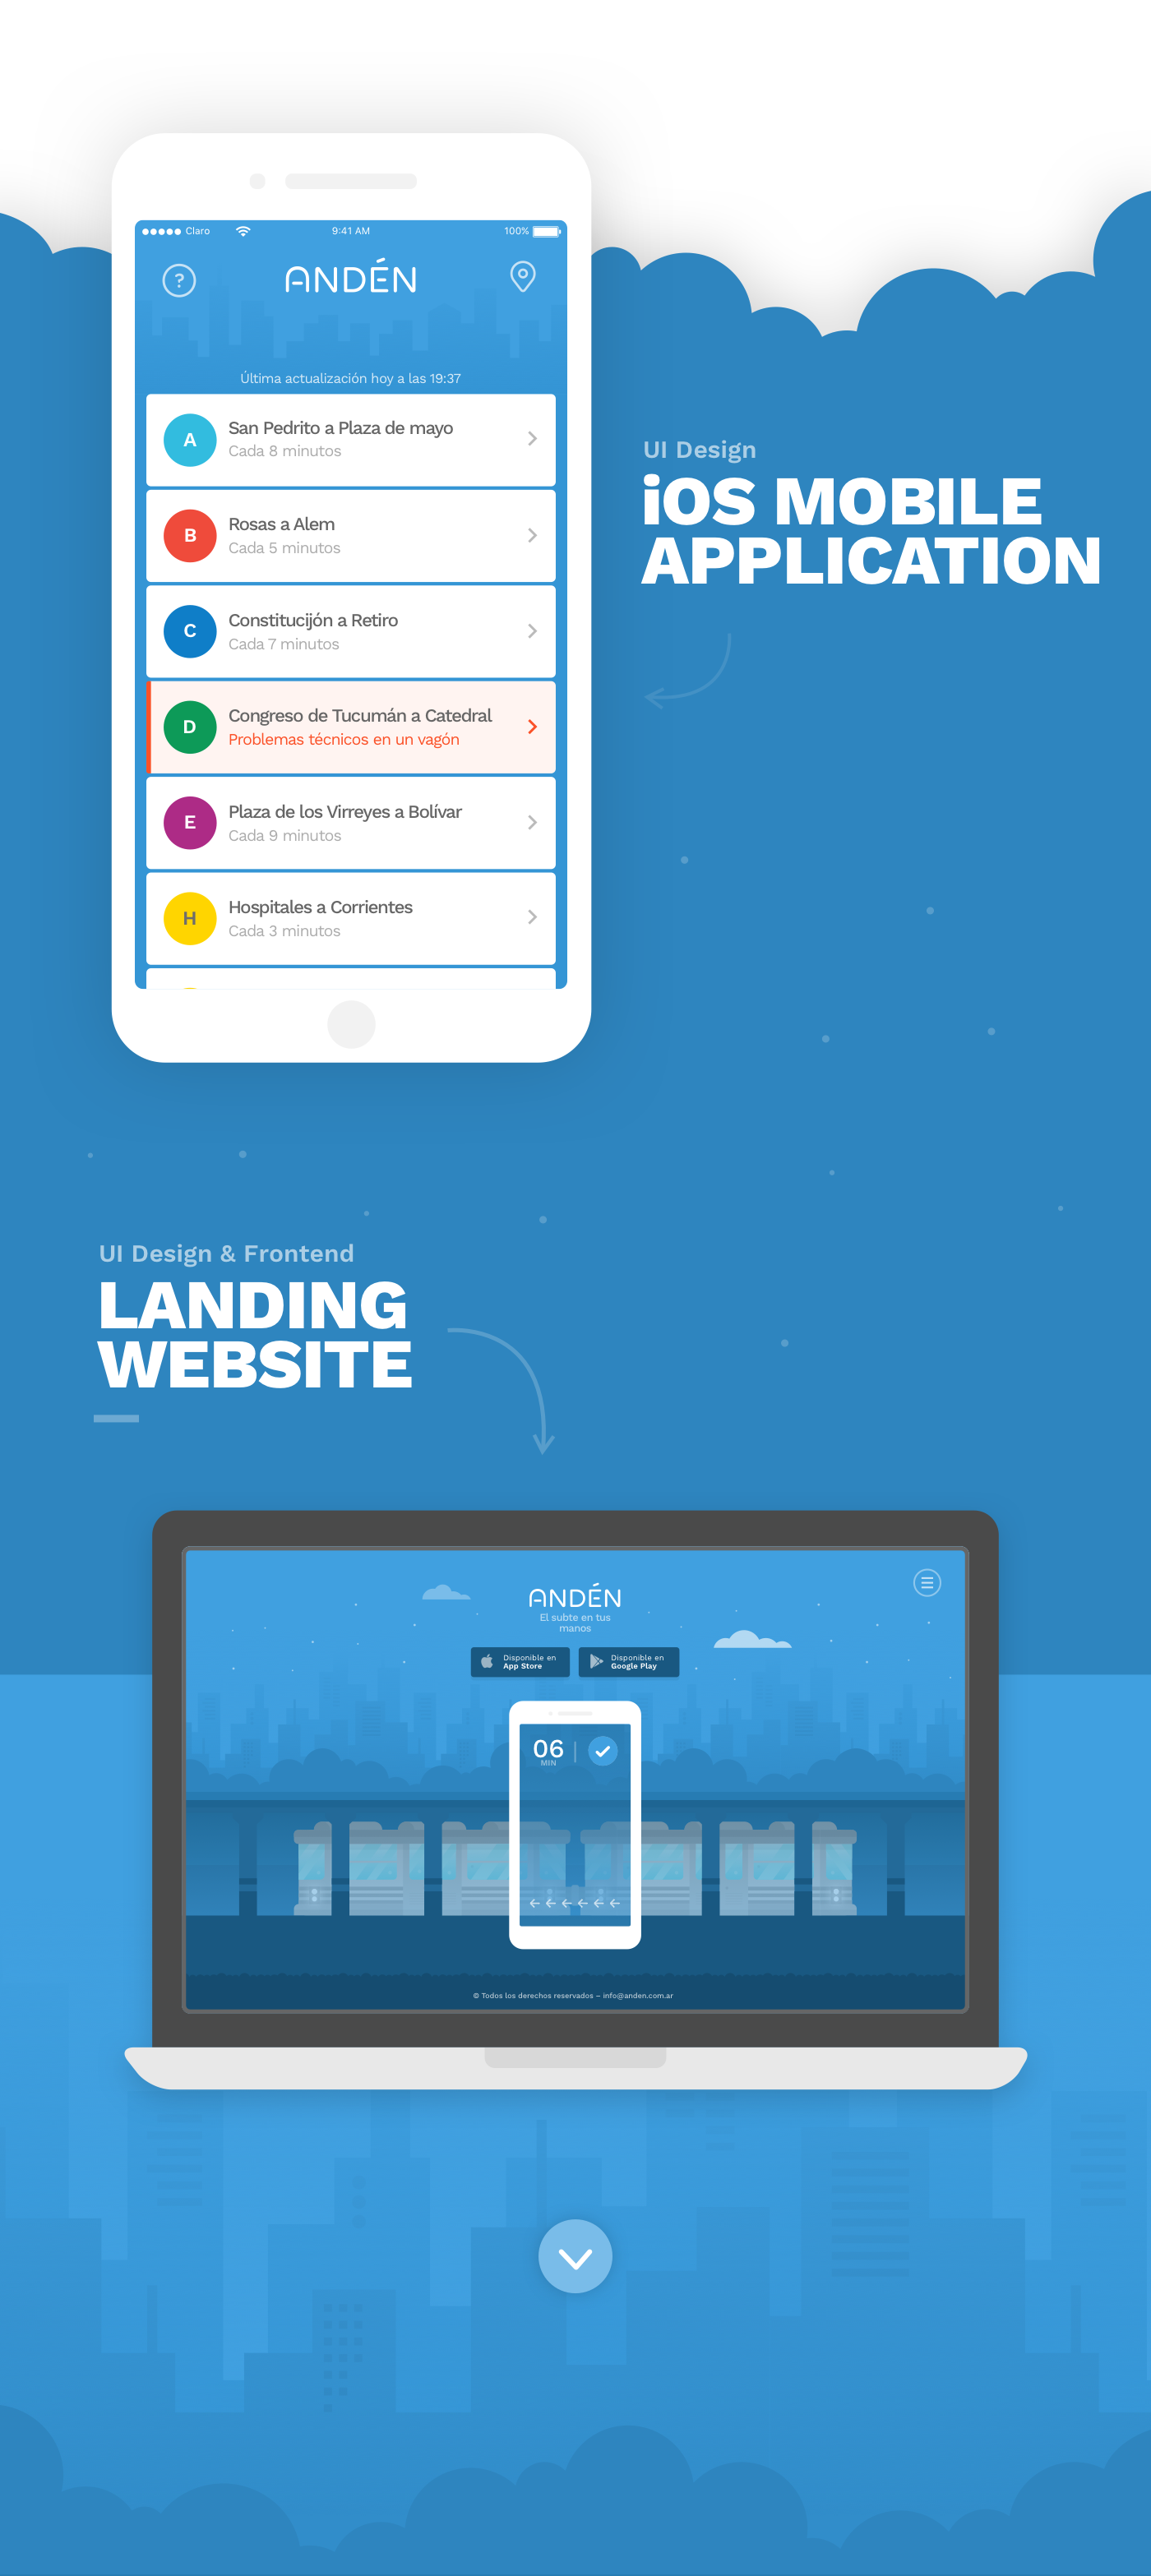 Claro
9:41 AM
100%
?
ANDÉN
Última actualización hoy a las 19:37
A
San Pedrito a Plaza de mayo
Cada 8 minutos
B
Rosas a Alem
Cada 5 minutos
C
Constitucijón a Retiro
Cada 7 minutos
D
Congreso de Tucumán a Catedral
Problemas técnicos en un vagón
E
Plaza de los Virreyes a Bolívar
Cada 9 minutos
H
Hospitales a Corrientes
Cada 3 minutos
UI Design
iOS MOBILE
APPLICATION
UI Design & Frontend
LANDING
WEBSITE
ANDÉN
El subte en tus
manos
Disponible en
App Store
Disponible en
Google Play
06
MIN
© Todos los derechos reservados – info@anden.com.ar